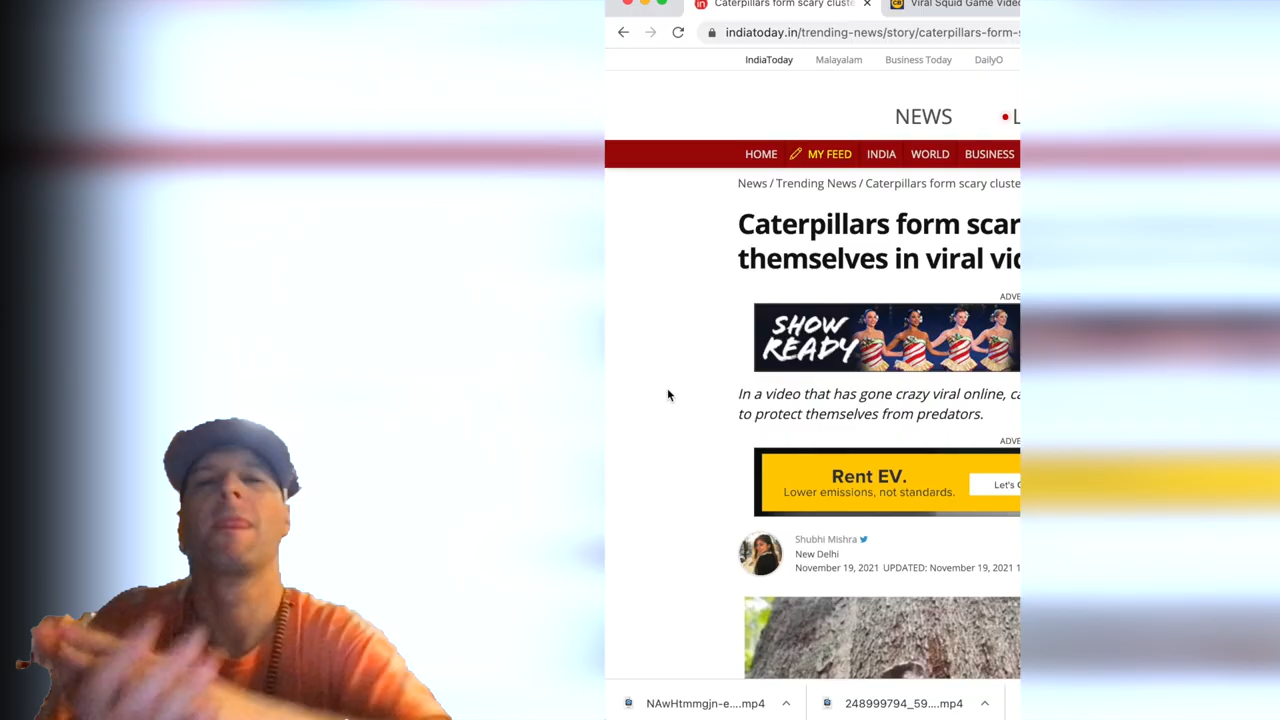 Caterpillars form scary cluste
Viral Squid Game Video
indiatoday.in/trending-news/story/caterpillars-form-s
IndiaToday Malayalam Business Today DailyO
NEWS L
HOME MY FEED INDIA WORLD BUSINESS
News / Trending News / Caterpillars form scary cluste
Caterpillars form scar
themselves in viral vid
ADVE
SHOW
READY
In a video that has gone crazy viral online, ca
to protect themselves from predators.
ADVE
Rent EV.
Lower emissions, not standards.
Let's G
Shubhi Mishra
New Delhi
November 19, 2021 UPDATED: November 19, 2021 1
NAwHtmmgjn-e....mp4
248999794_59....mp4